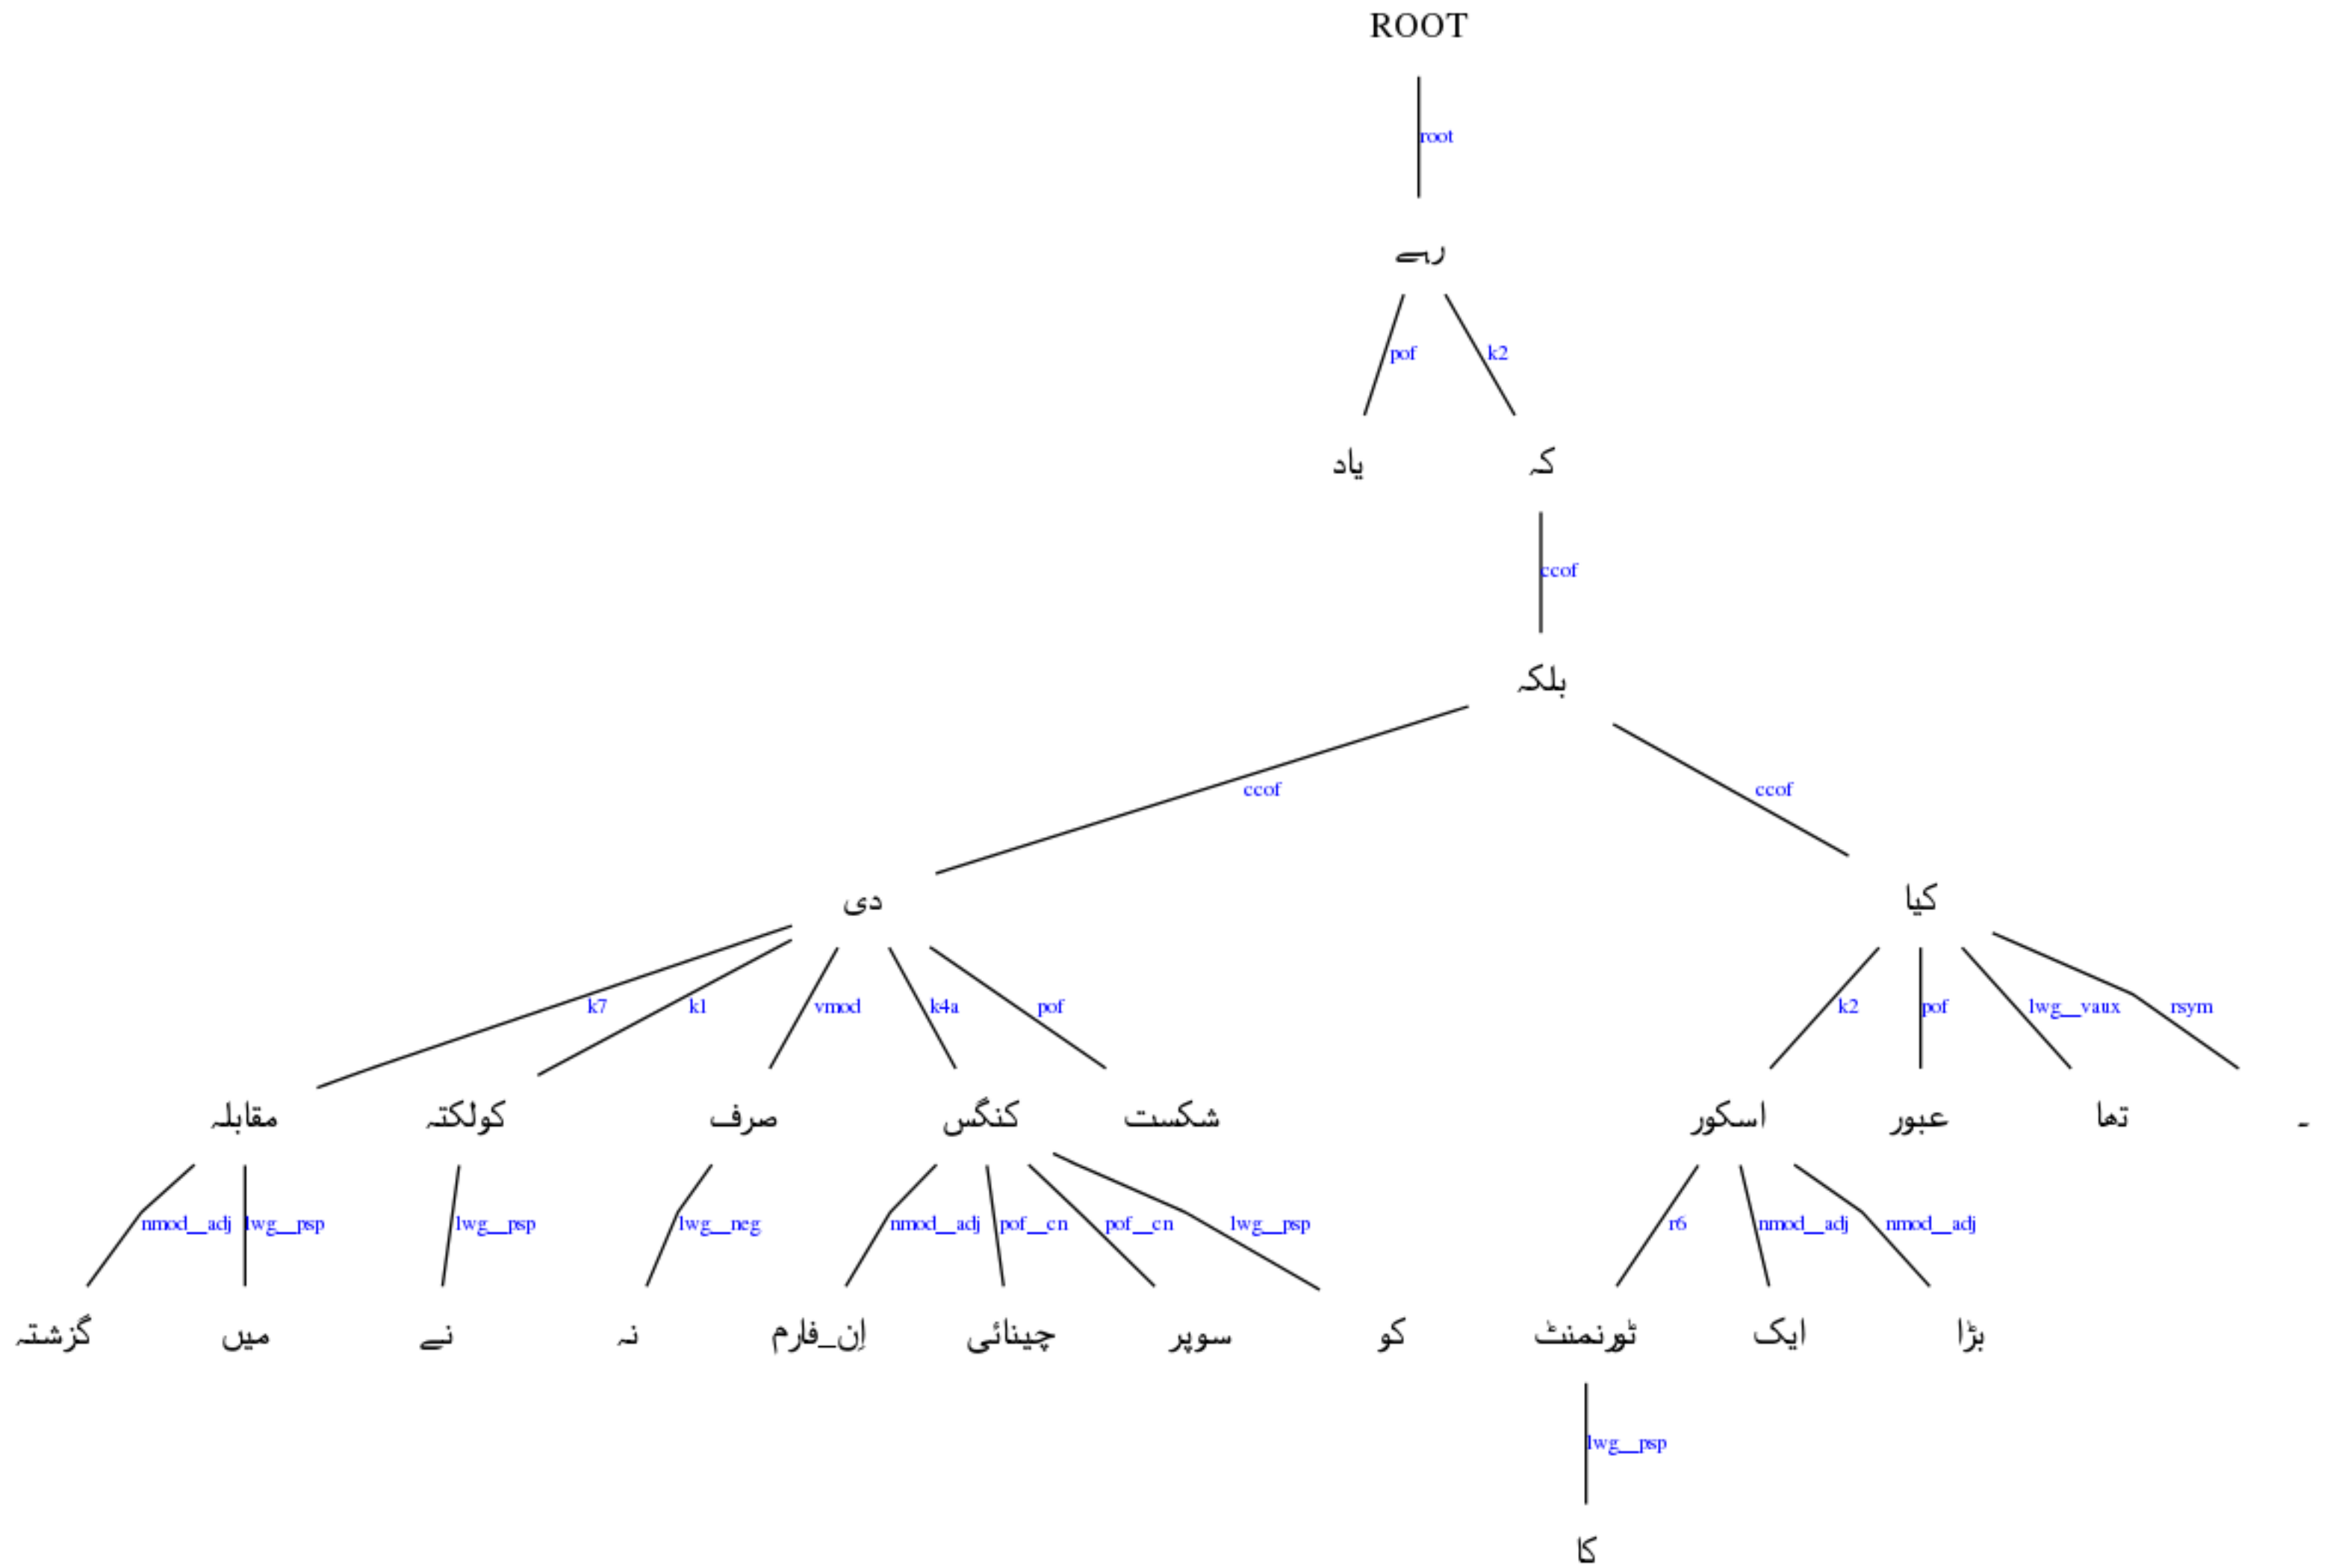 ROOT
root
رہے
pof k2
یاد کہ
ccof
بلکہ
ccof ccof
دی کیا
k7 k1 vmod k4a pof k2 pof lwg__vaux rsym
مقابلہ کولکتہ صرف کنگس شکست اسکور عبور تھا ۔
nmod__adj lwg__psp lwg__psp lwg__neg nmod__adj pof__cn pof__cn lwg__psp r6 nmod__adj nmod__adj
گزشتہ میں نے نہ اِن_فارم چینائی سوپر کو ٹورنمنٹ ایک بڑا
lwg__psp
کا